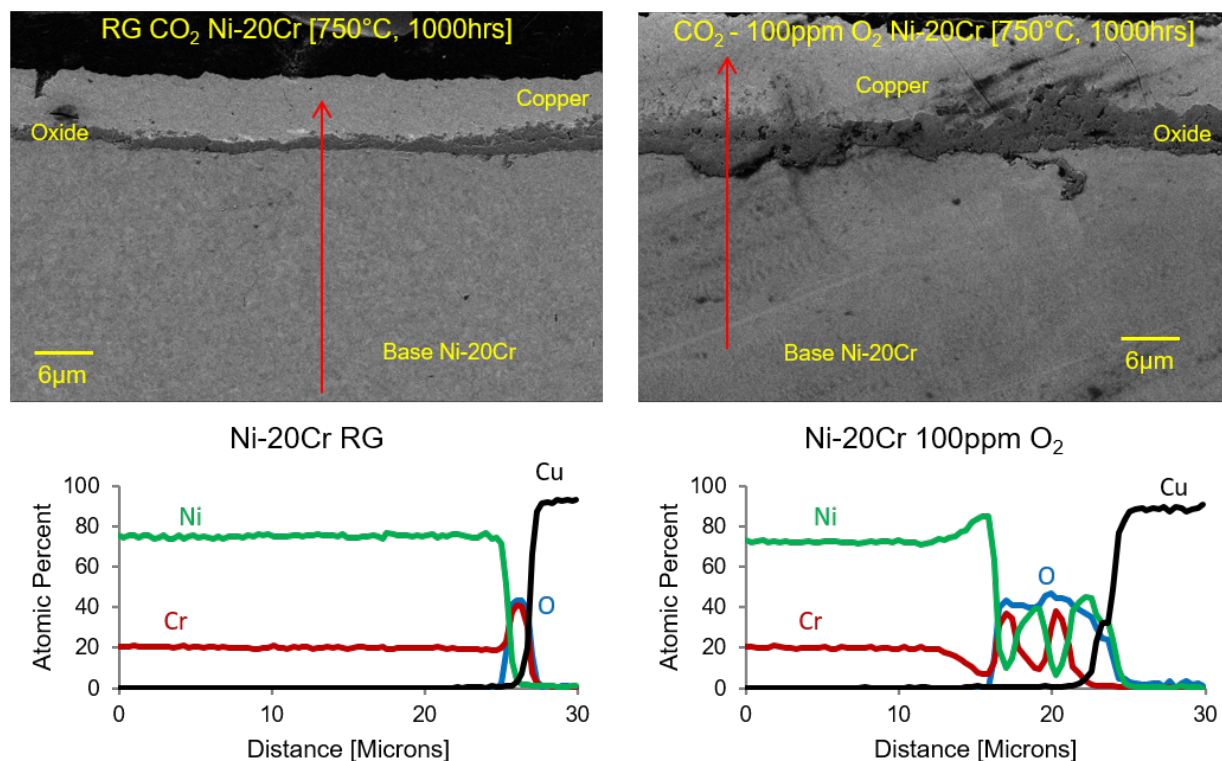 RG CO₂ Ni-20Cr [750°C, 1000hrs]
Copper
Oxide
Base Ni-20Cr
6µm
CO₂ - 100ppm O₂ Ni-20Cr [750°C, 1000hrs]
Copper
Oxide
Base Ni-20Cr
6µm
Ni-20Cr RG
Cu
100
80
60
40
20
0
Ni
Cr
O
0
10
20
30
Atomic Percent
Distance [Microns]
Ni-20Cr 100ppm O₂
Cu
100
80
60
40
20
0
Ni
O
Cr
0
10
20
30
Atomic Percent
Distance [Microns]